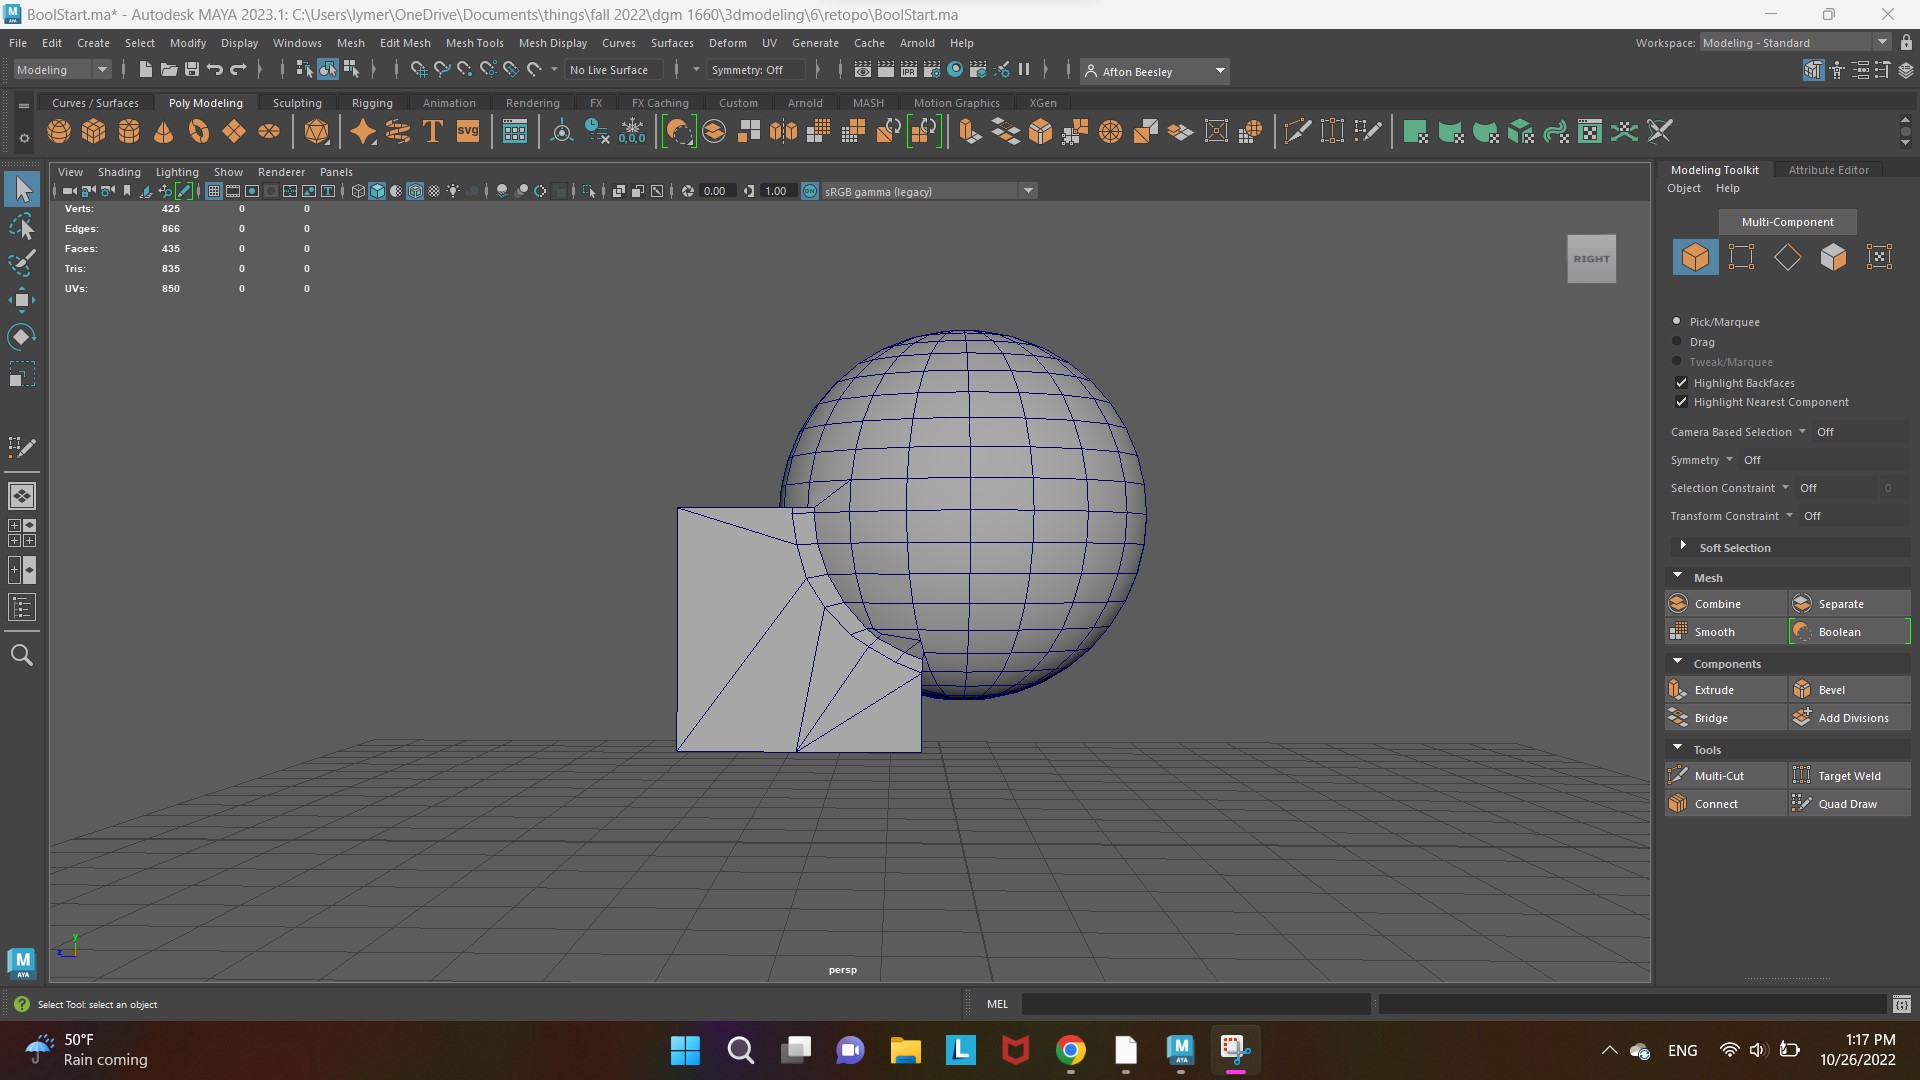 BoolStart.ma* - Autodesk MAYA 2023.1: C:\Users\lymer\OneDrive\Documents\things\fall 2022\dgm 1660\3dmodeling\6\retopo\BoolStart.ma
File Edit Create Select Modify Display Windows Mesh Edit Mesh Mesh Tools Mesh Display Curves Surfaces Deform UV Generate Cache Arnold Help Workspace: Modeling - Standard
Modeling No Live Surface Symmetry: Off IPR Afton Beesley
Curves / Surfaces Poly Modeling Sculpting Rigging Animation Rendering FX FX Caching Custom Arnold MASH Motion Graphics XGen
T SVG 0,0,0
View Shading Lighting Show Renderer Panels
0.00 1.00 ON sRGB gamma (legacy)
Verts: 425 0 0
Edges: 866 0 0
Faces: 435 0 0
Tris: 835 0 0
UVs: 850 0 0
RIGHT
persp
y
z
Modeling Toolkit Attribute Editor
Object Help
Multi-Component
Pick/Marquee
Drag
Tweak/Marquee
Highlight Backfaces
Highlight Nearest Component
Camera Based Selection Off
Symmetry Off
Selection Constraint Off 0
Transform Constraint Off
Soft Selection
Mesh
Combine Separate
Smooth Boolean
Components
Extrude Bevel
Bridge Add Divisions
Tools
Multi-Cut Target Weld
Connect Quad Draw
M
AYA
Select Tool: select an object MEL
50°F
Rain coming
L
M
AYA
ENG
1:17 PM
10/26/2022